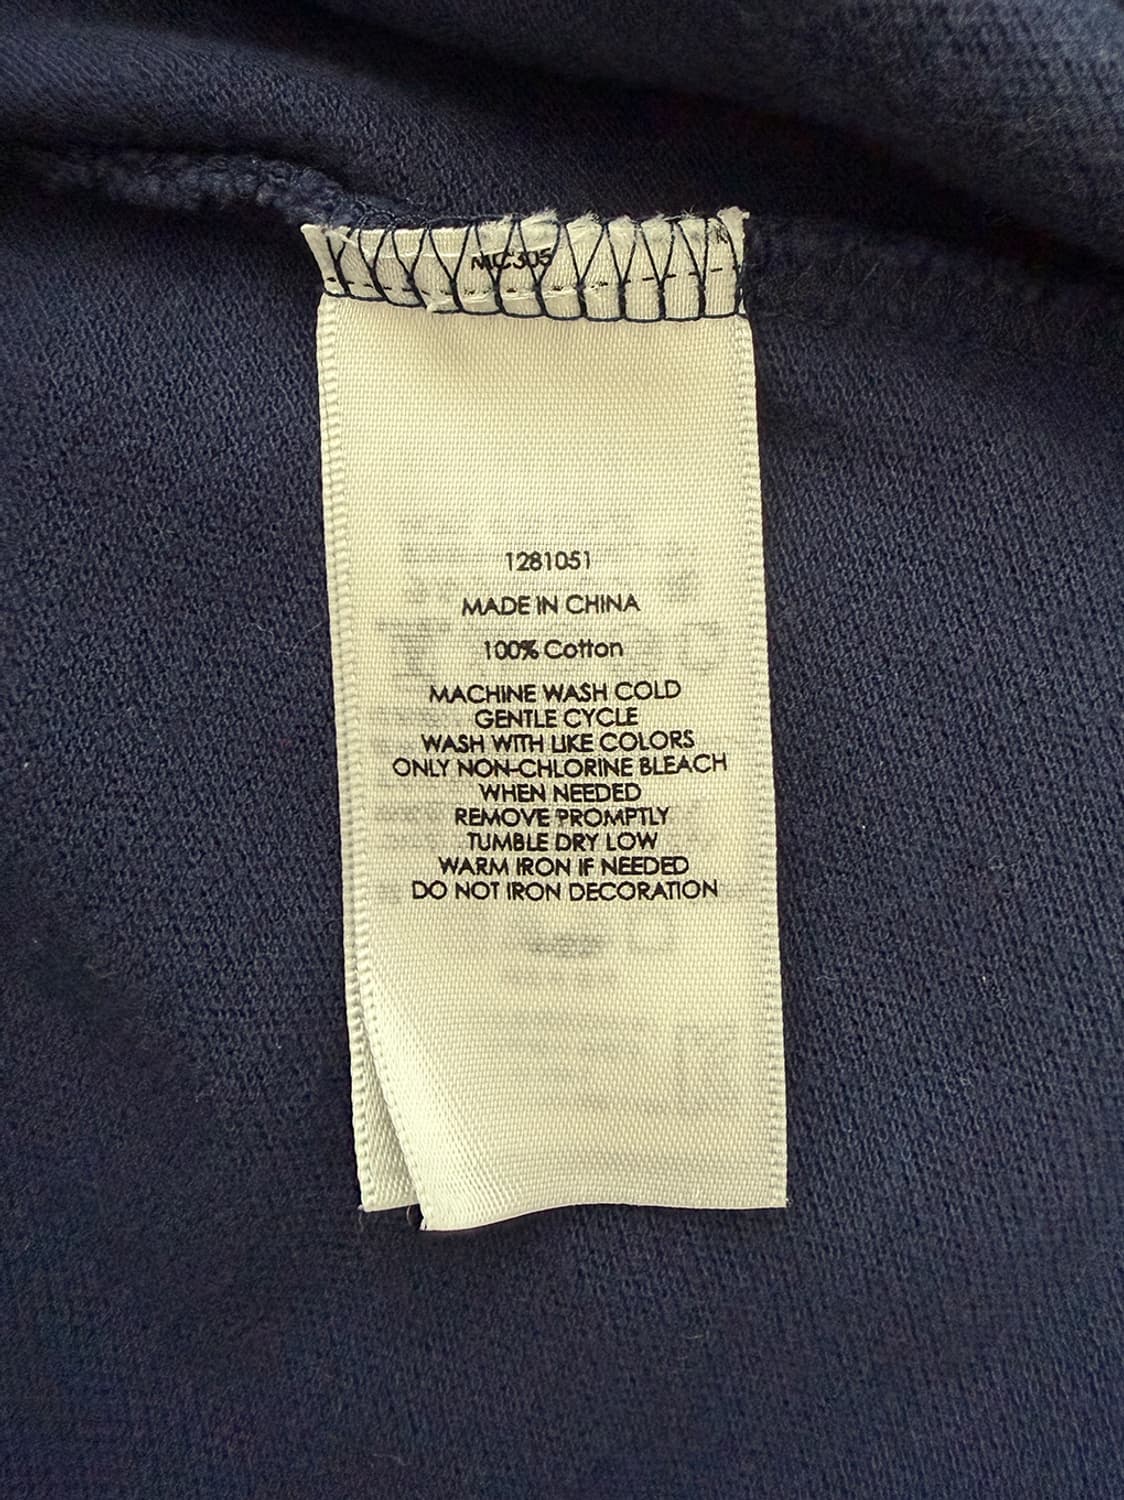 MC305
1281051
MADE IN CHINA
100% Cotton
MACHINE WASH COLD
GENTLE CYCLE
WASH WITH LIKE COLORS
ONLY NON-CHLORINE BLEACH
WHEN NEEDED
REMOVE PROMPTLY
TUMBLE DRY LOW
WARM IRON IF NEEDED
DO NOT IRON DECORATION